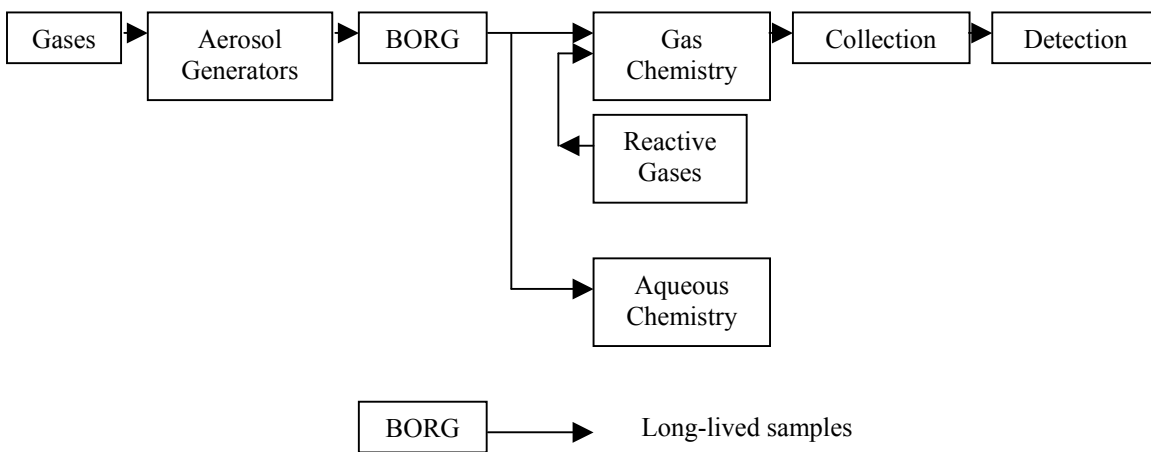 Gases
Aerosol
Generators
BORG
Gas
Chemistry
Collection
Detection
Reactive
Gases
Aqueous
Chemistry
BORG
Long-lived samples